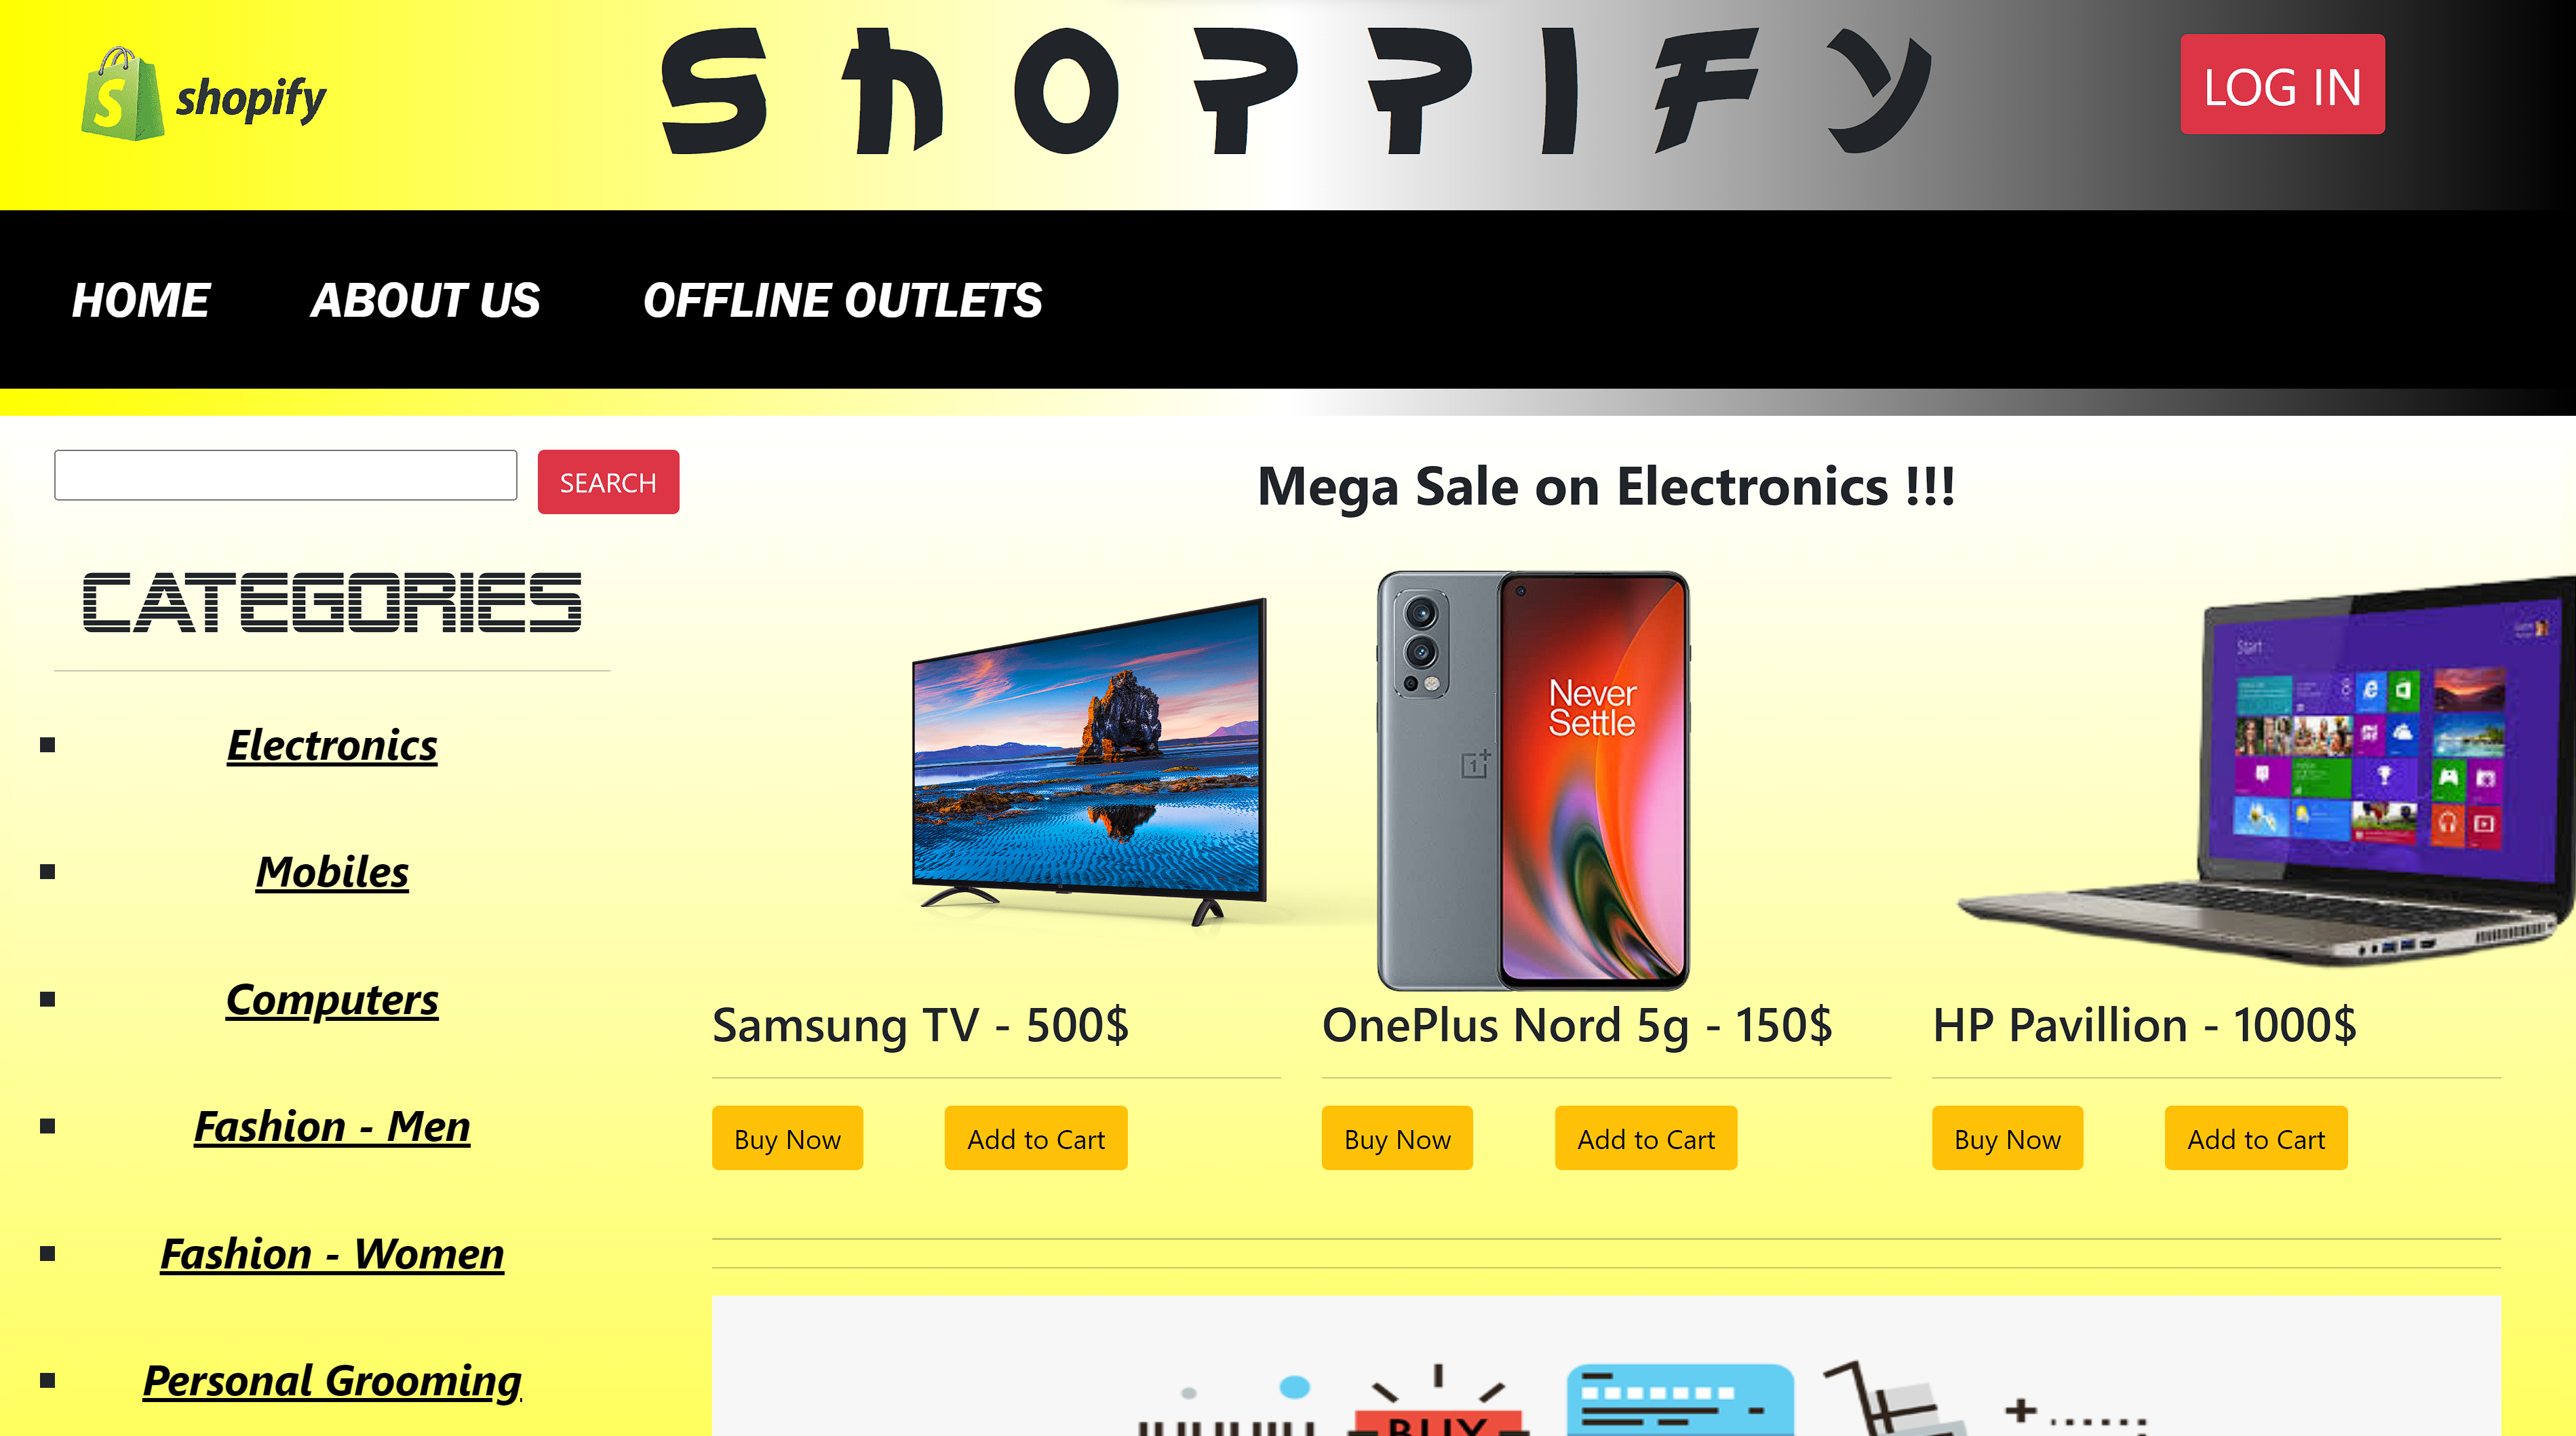 shopify
ShOPPIFY
LOG IN
HOME ABOUT US OFFLINE OUTLETS
SEARCH
Mega Sale on Electronics !!!
CATEGORIES
Electronics
Mobiles
Computers
Fashion - Men
Fashion - Women
Personal Grooming
Never
Settle
Start
Samsung TV - 500$
OnePlus Nord 5g - 150$
HP Pavillion - 1000$
Buy Now Add to Cart
Buy Now Add to Cart
Buy Now Add to Cart
BUY